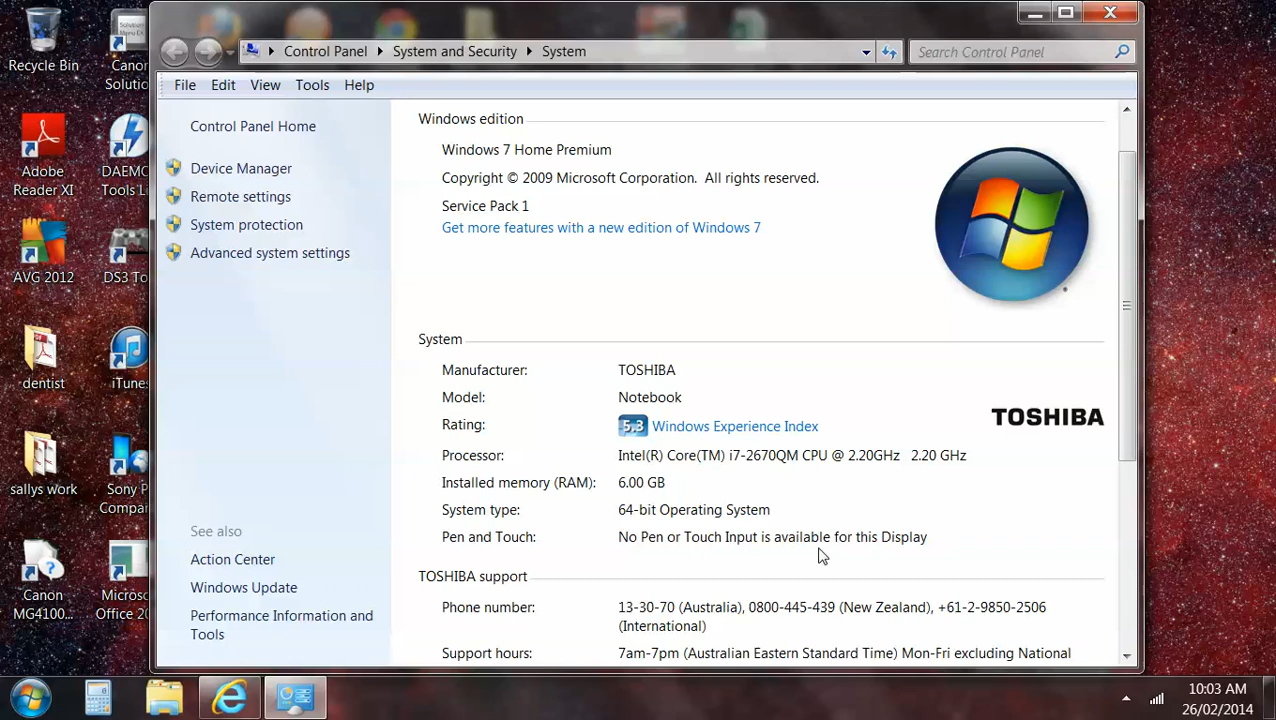 Recycle Bin
Canon
Solution
Adobe
Reader XI
DAEMO
Tools Li
AVG 2012
DS3 To
dentist
iTunes
sallys work
Sony P
Compan
Canon
MG4100...
Microso
Office 20
Control Panel
System and Security
System
Search Control Panel
File Edit View Tools Help
Control Panel Home
Device Manager
Remote settings
System protection
Advanced system settings
See also
Action Center
Windows Update
Performance Information and
Tools
Windows edition
Windows 7 Home Premium
Copyright © 2009 Microsoft Corporation. All rights reserved.
Service Pack 1
Get more features with a new edition of Windows 7
System
Manufacturer: TOSHIBA
Model: Notebook
Rating: 5.3 Windows Experience Index
Processor: Intel(R) Core(TM) i7-2670QM CPU @ 2.20GHz 2.20 GHz
Installed memory (RAM): 6.00 GB
System type: 64-bit Operating System
Pen and Touch: No Pen or Touch Input is available for this Display
TOSHIBA
TOSHIBA support
Phone number: 13-30-70 (Australia), 0800-445-439 (New Zealand), +61-2-9850-2506
(International)
Support hours: 7am-7pm (Australian Eastern Standard Time) Mon-Fri excluding National
10:03 AM
26/02/2014